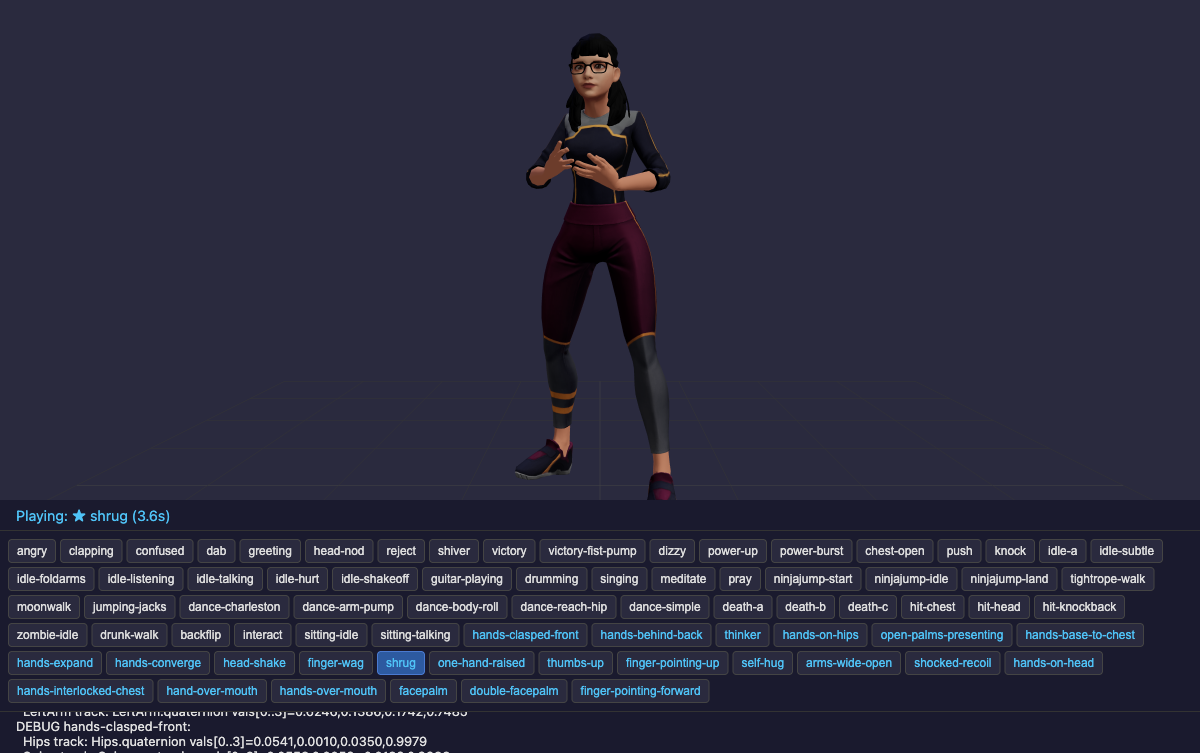 Playing: ★ shrug (3.6s)
angry clapping confused dab greeting head-nod reject shiver victory victory-fist-pump dizzy power-up power-burst chest-open push knock idle-a idle-subtle
idle-foldarms idle-listening idle-talking idle-hurt idle-shakeoff guitar-playing drumming singing meditate pray ninjajump-start ninjajump-idle ninjajump-land tightrope-walk
moonwalk jumping-jacks dance-charleston dance-arm-pump dance-body-roll dance-reach-hip dance-simple death-a death-b death-c hit-chest hit-head hit-knockback
zombie-idle drunk-walk backflip interact sitting-idle sitting-talking hands-clasped-front hands-behind-back thinker hands-on-hips open-palms-presenting hands-base-to-chest
hands-expand hands-converge head-shake finger-wag shrug one-hand-raised thumbs-up finger-pointing-up self-hug arms-wide-open shocked-recoil hands-on-head
hands-interlocked-chest hand-over-mouth hands-over-mouth facepalm double-facepalm finger-pointing-forward
LeftArm track: LeftArm.quaternion vals[0..3]=
DEBUG hands-clasped-front:
Hips track: Hips.quaternion vals[0..3]=0.0541,0.0010,0.0350,0.9979